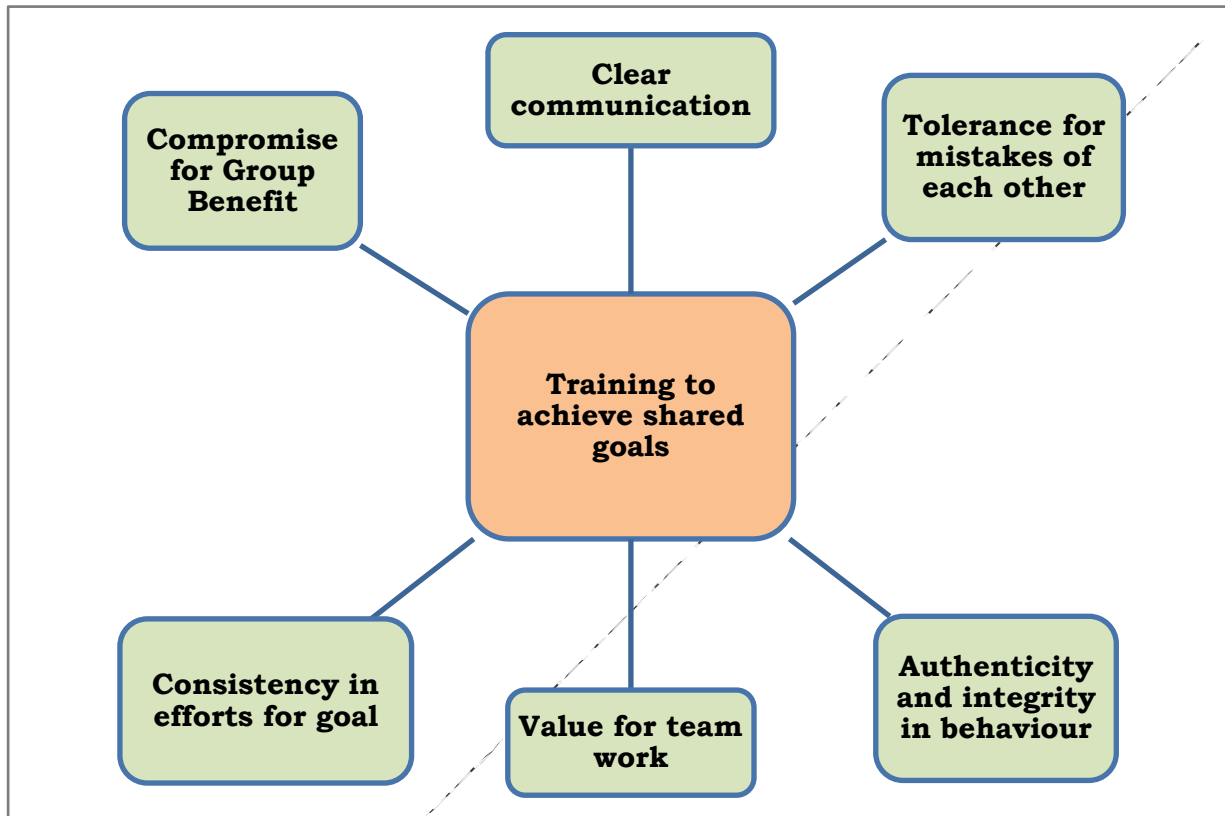 Clear
communication
Compromise
for Group
Benefit
Tolerance for
mistakes of
each other
Training to
achieve shared
goals
Consistency in
efforts for goal
Value for team
work
Authenticity
and integrity
in behaviour